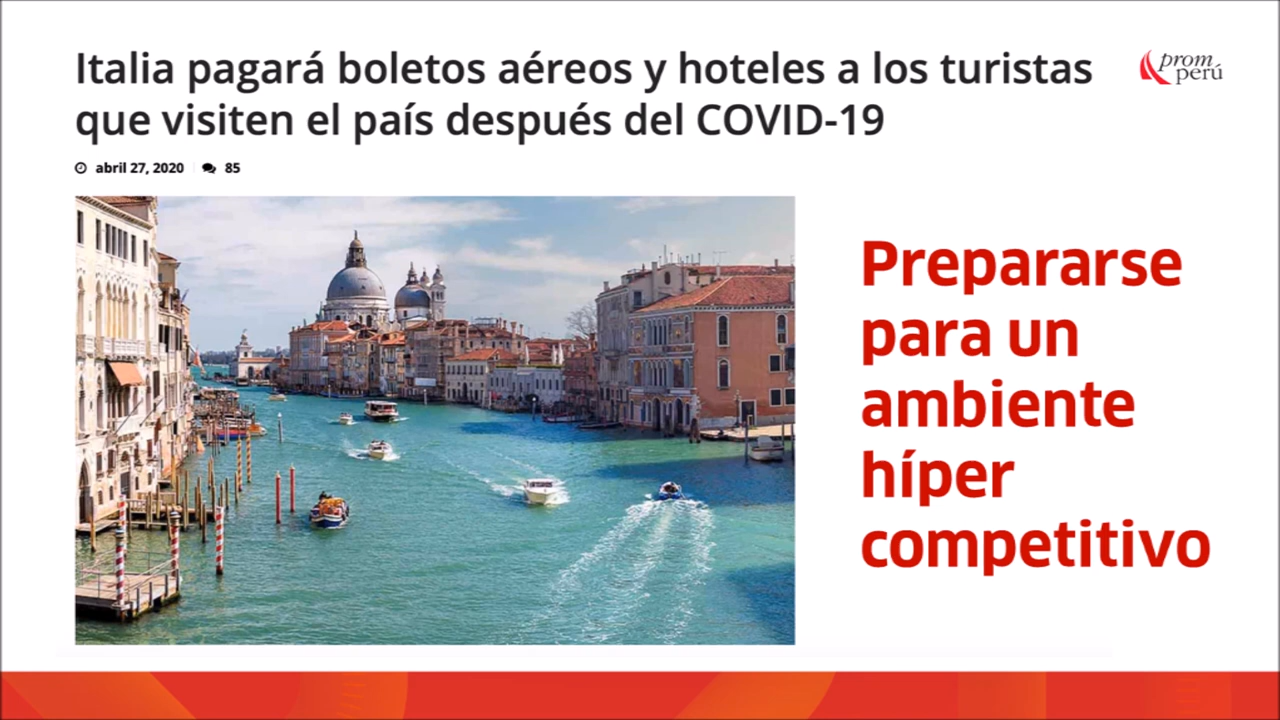 Italia pagará boletos aéreos y hoteles a los turistas
que visiten el país después del COVID-19
prom
perú
abril 27, 2020 85
Prepararse
para un
ambiente
híper
competitivo